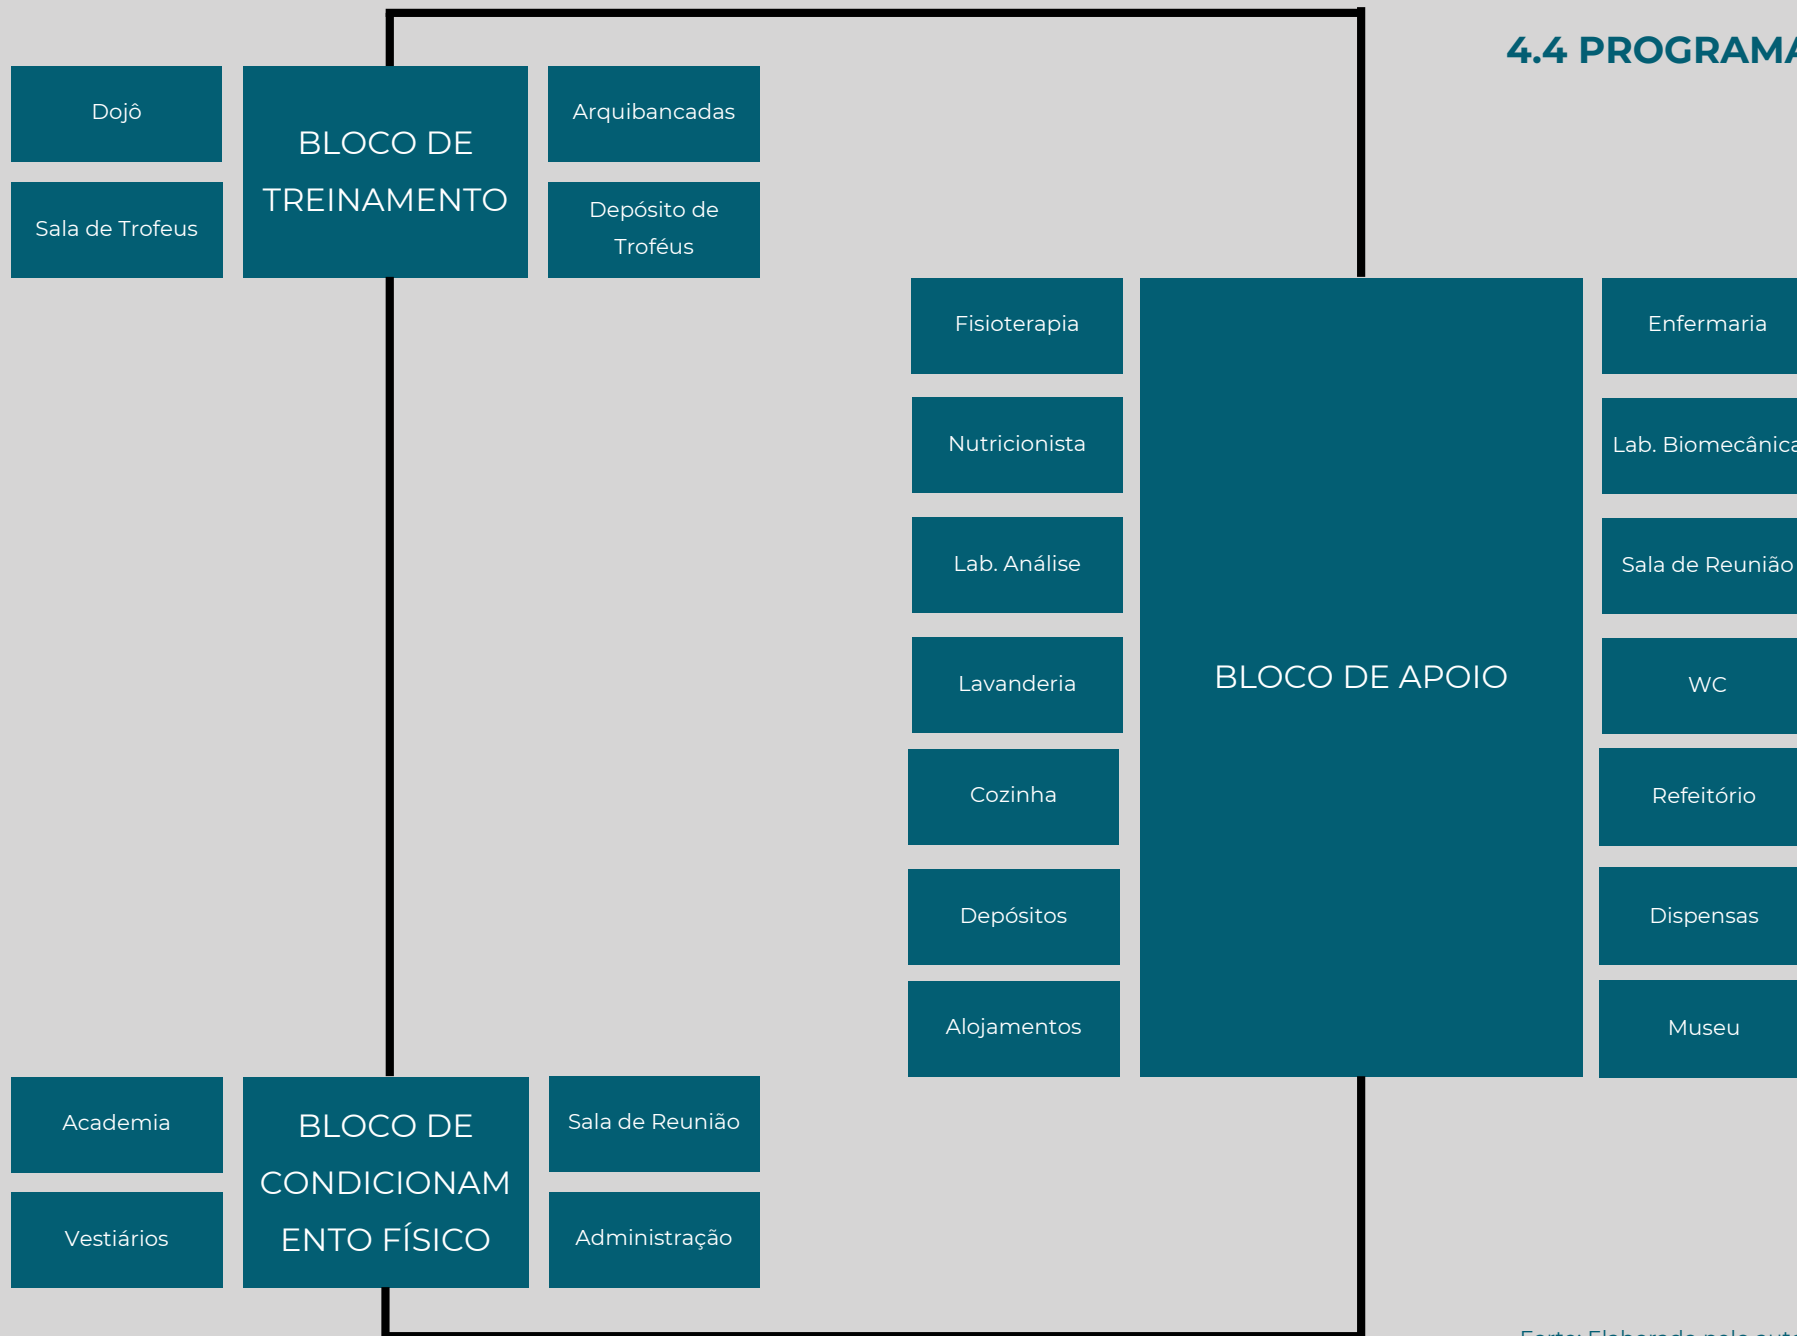 4.4 PROGRAMA
Dojô
BLOCO DE
TREINAMENTO
Arquibancadas
Sala de Trofeus
Depósito de
Troféus
Fisioterapia
Enfermaria
Nutricionista
Lab. Biomecânica
Lab. Análise
Sala de Reunião
Lavanderia
BLOCO DE APOIO
WC
Cozinha
Refeitório
Depósitos
Dispensas
Alojamentos
Museu
Academia
BLOCO DE
CONDICIONAM
ENTO FÍSICO
Sala de Reunião
Vestiários
Administração
Elaborado pelo